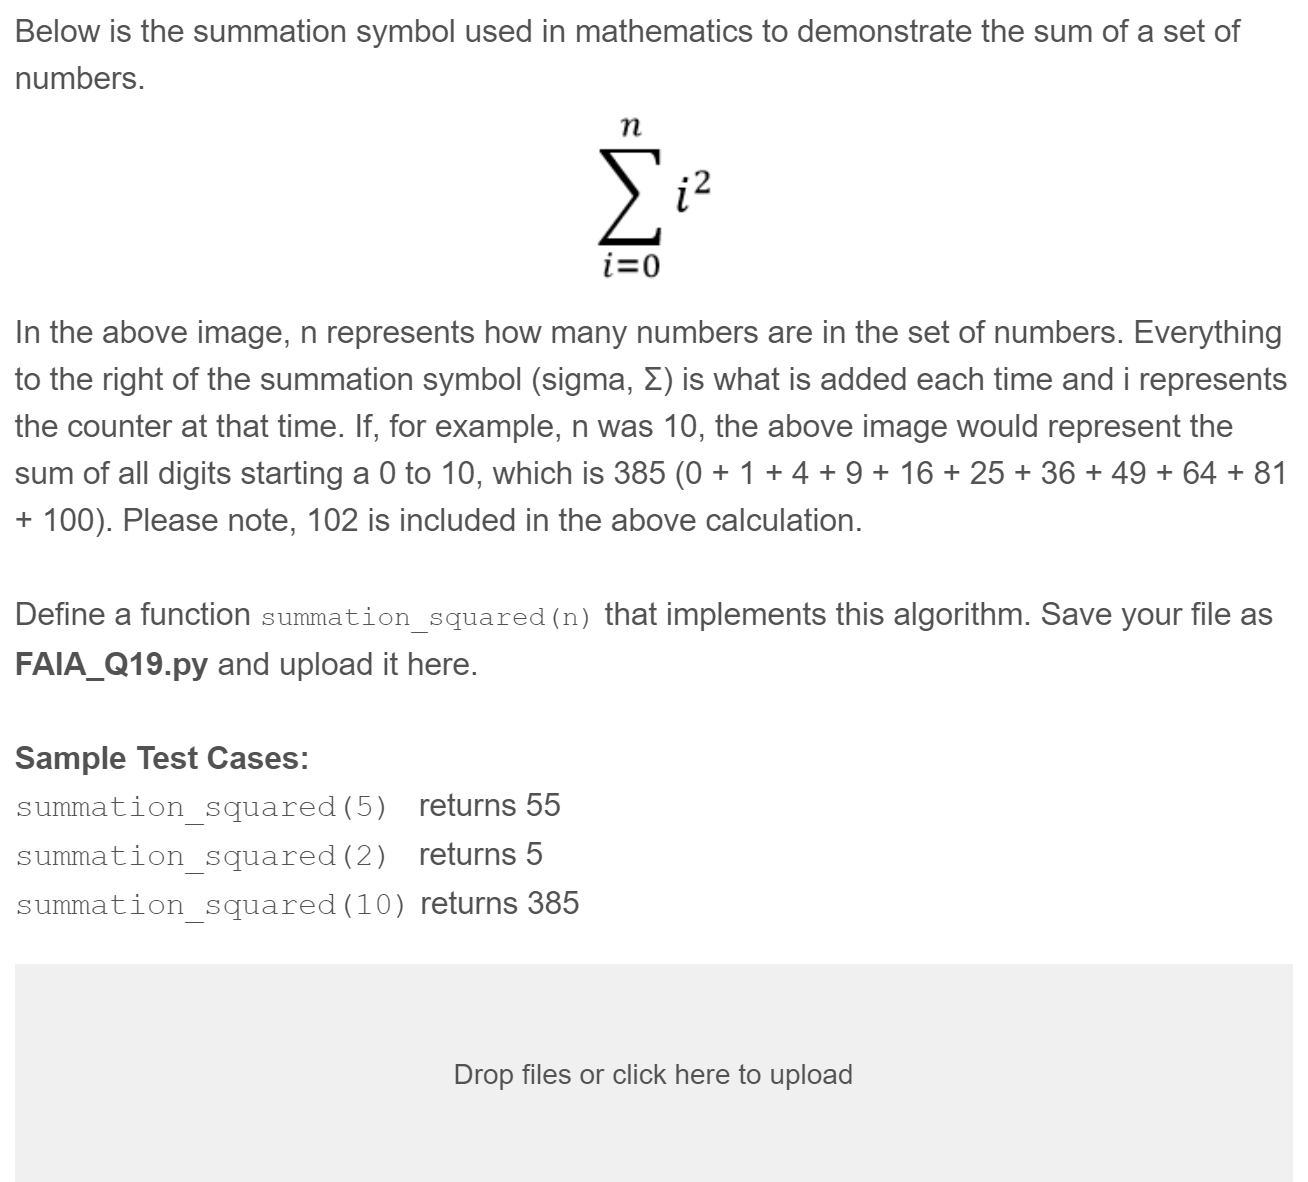 Below is the summation symbol used in mathematics to demonstrate the sum of a set of
numbers.
n
∑ i²
i=0
In the above image, n represents how many numbers are in the set of numbers. Everything
to the right of the summation symbol (sigma, Σ) is what is added each time and i represents
the counter at that time. If, for example, n was 10, the above image would represent the
sum of all digits starting a 0 to 10, which is 385 (0 + 1 + 4 + 9 + 16 + 25 + 36 + 49 + 64 + 81
+ 100). Please note, 102 is included in the above calculation.
Define a function summation_squared(n) that implements this algorithm. Save your file as
FAIA_Q19.py and upload it here.
Sample Test Cases:
summation_squared(5) returns 55
summation_squared(2) returns 5
summation_squared(10) returns 385
Drop files or click here to upload